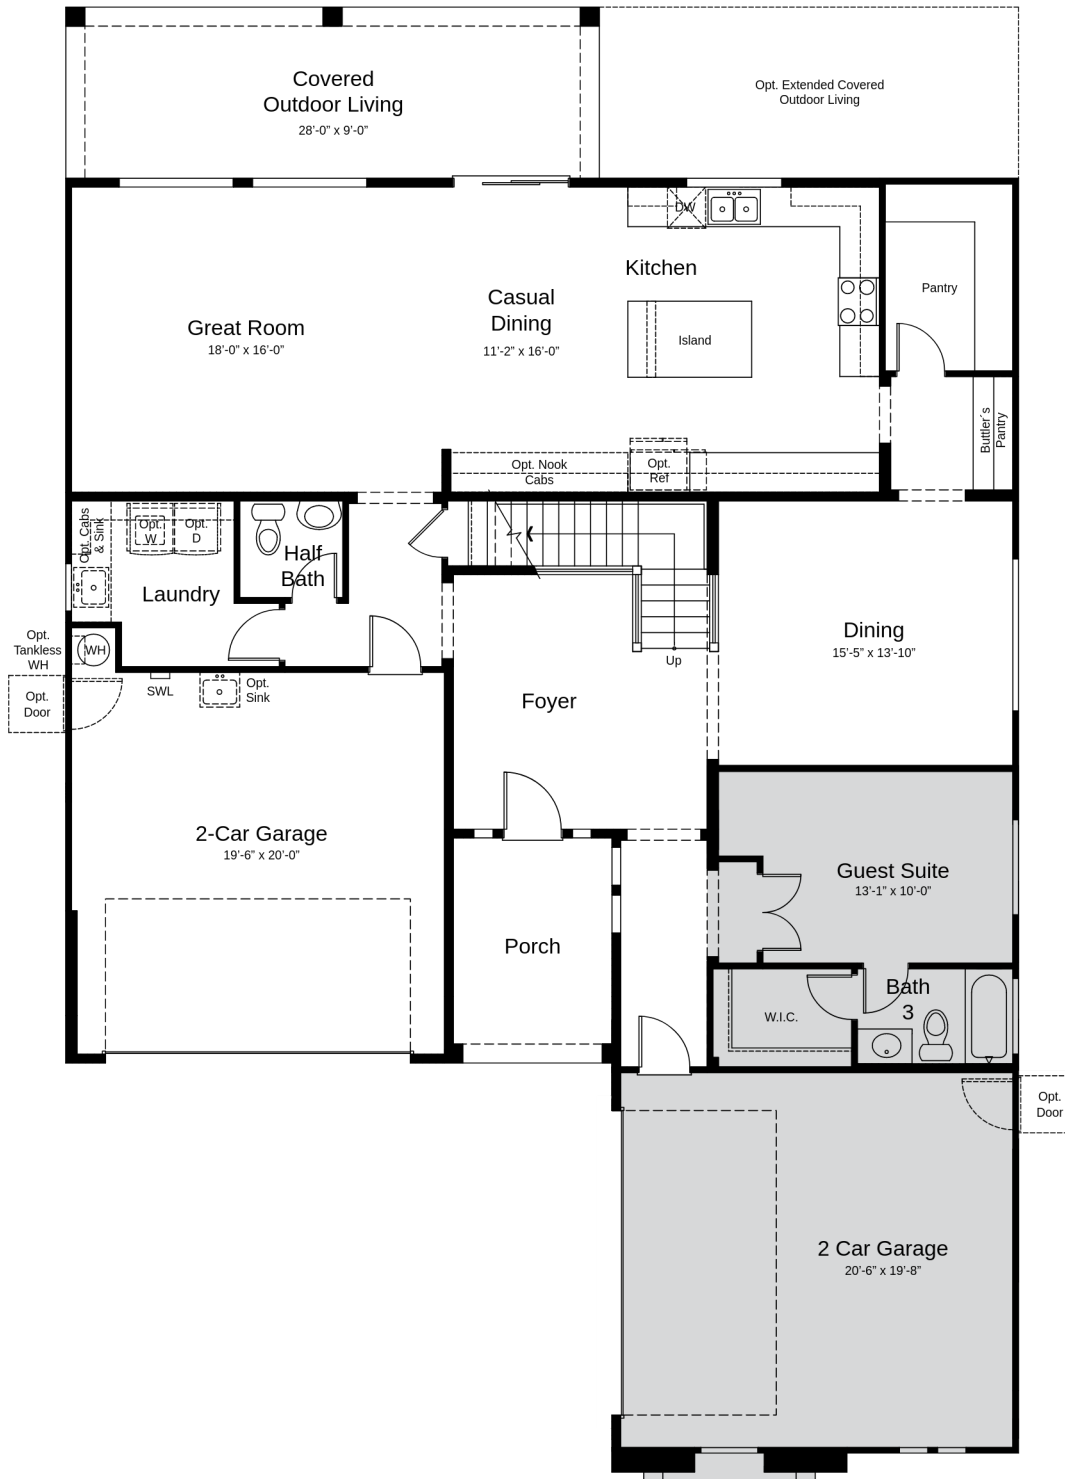 Covered
Outdoor Living
28'-0" x 9'-0"
Opt. Extended Covered
Outdoor Living
DW
Kitchen
Casual
Dining
11'-2" x 16'-0"
Great Room
18'-0" x 16'-0"
Island
Pantry
Buttler´s
Pantry
Opt. Nook
Cabs
Opt.
Ref
Opt. Cabs
& Sink
Opt.
W
Opt.
D
Half
Bath
Laundry
Opt.
Tankless
WH
WH
Opt.
Door
SWL
Opt.
Sink
Up
Dining
15'-5" x 13'-10"
Foyer
2-Car Garage
19'-6" x 20'-0"
Guest Suite
13'-1" x 10'-0"
Porch
W.I.C.
Bath
3
Opt.
Door
2 Car Garage
20'-6" x 19'-8"